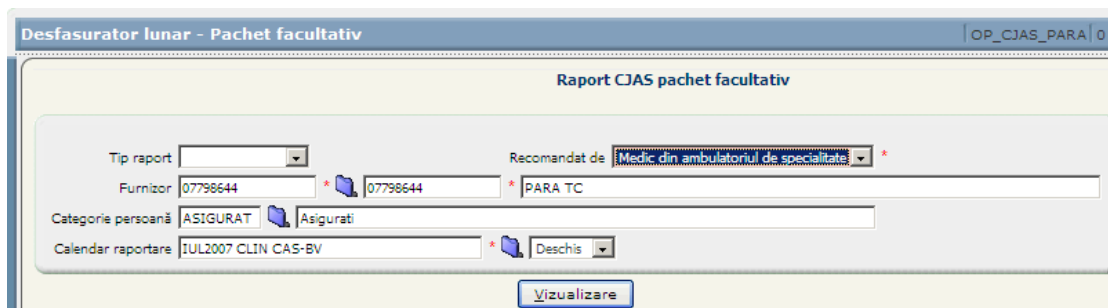 Desfasurator lunar - Pachet facultativ OP_CJAS_PARA 0
Raport CJAS pachet facultativ
Tip raport Recomandat de Medic din ambulatoriul de specialitate *
Furnizor 07798644 * 07798644 * PARA TC
Categorie persoană ASIGURAT Asigurati
Calendar raportare IUL2007 CLIN CAS-BV * Deschis
Vizualizare